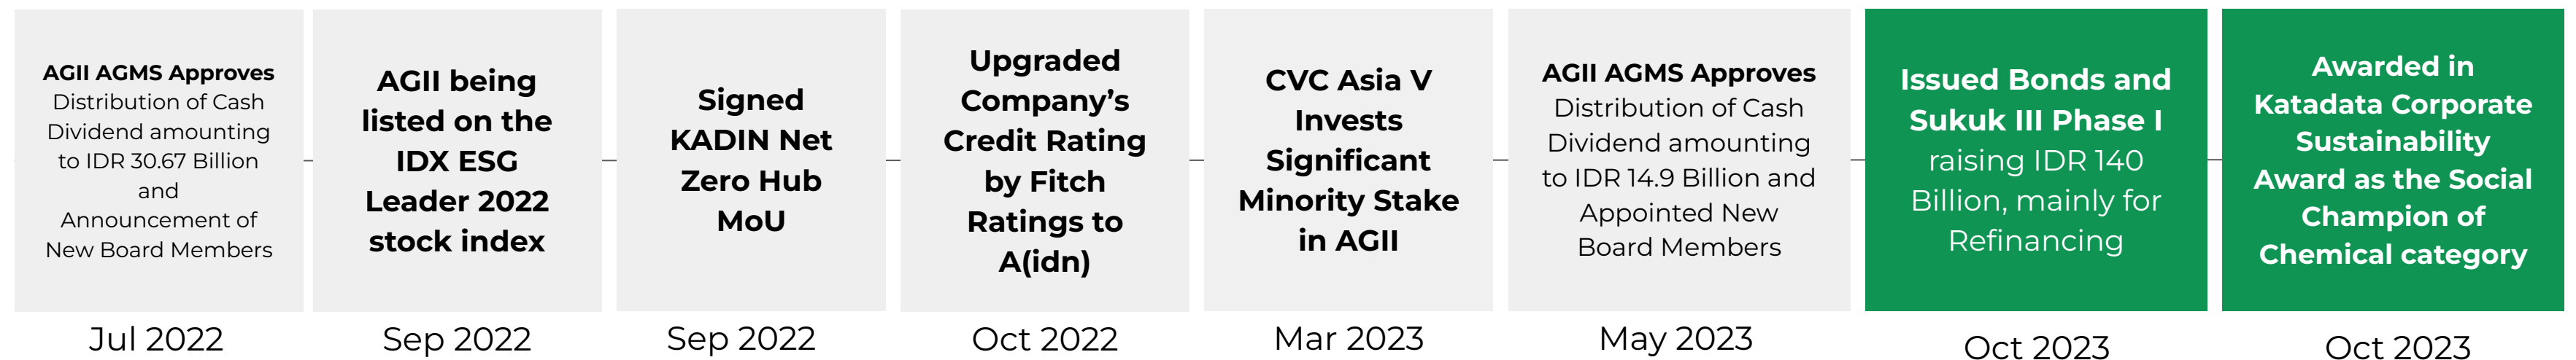 AGII AGMS Approves
Distribution of Cash
Dividend amounting
to IDR 30.67 Billion
and
Announcement of
New Board Members
Jul 2022
AGII being
listed on the
IDX ESG
Leader 2022
stock index
Sep 2022
Signed
KADIN Net
Zero Hub
MoU
Sep 2022
Upgraded
Company's
Credit Rating
by Fitch
Ratings to
A(idn)
Oct 2022
CVC Asia V
Invests
Significant
Minority Stake
in AGII
Mar 2023
AGII AGMS Approves
Distribution of Cash
Dividend amounting
to IDR 14.9 Billion and
Appointed New
Board Members
May 2023
Issued Bonds and
Sukuk III Phase I
raising IDR 140
Billion, mainly for
Refinancing
Oct 2023
Awarded in
Katadata Corporate
Sustainability
Award as the Social
Champion of
Chemical category
Oct 2023